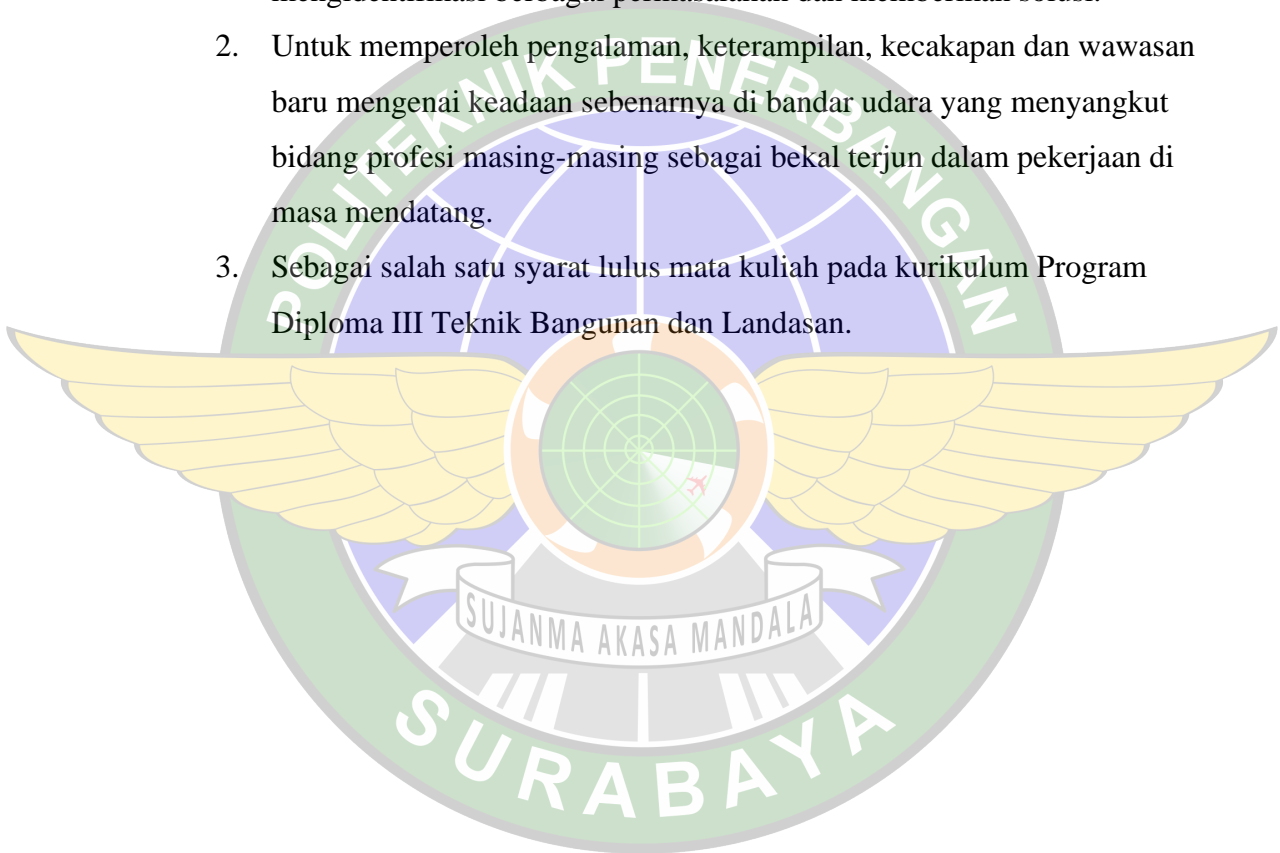 mengidentifikasi berbagai permasalahan dan memberikan solusi.
2. Untuk memperoleh pengalaman, keterampilan, kecakapan dan wawasan
baru mengenai keadaan sebenarnya di bandar udara yang menyangkut
bidang profesi masing-masing sebagai bekal terjun dalam pekerjaan di
masa mendatang.
3. Sebagai salah satu syarat lulus mata kuliah pada kurikulum Program
Diploma III Teknik Bangunan dan Landasan.
POLITEKNIK PENERBANGAN
SUJANMA AKASA MANDALA
SURABAYA